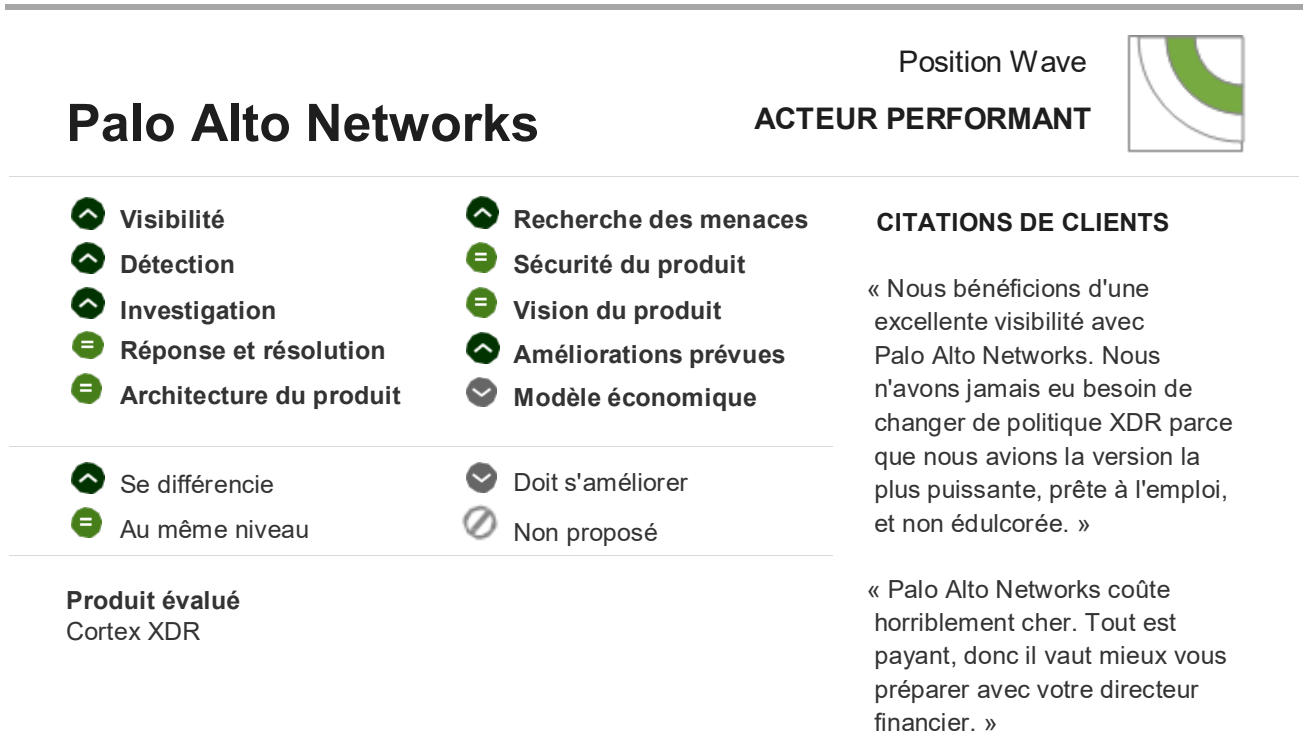 Position Wave
Palo Alto Networks
ACTEUR PERFORMANT
Visibilité
Détection
Investigation
Réponse et résolution
Architecture du produit
Recherche des menaces
Sécurité du produit
Vision du produit
Améliorations prévues
Modèle économique
Se différencie
Au même niveau
Doit s'améliorer
Non proposé
Produit évalué
Cortex XDR
CITATIONS DE CLIENTS
« Nous bénéficions d'une
excellente visibilité avec
Palo Alto Networks. Nous
n'avons jamais eu besoin de
changer de politique XDR parce
que nous avions la version la
plus puissante, prête à l'emploi,
et non édulcorée. »
« Palo Alto Networks coûte
horriblement cher. Tout est
payant, donc il vaut mieux vous
préparer avec votre directeur
financier. »